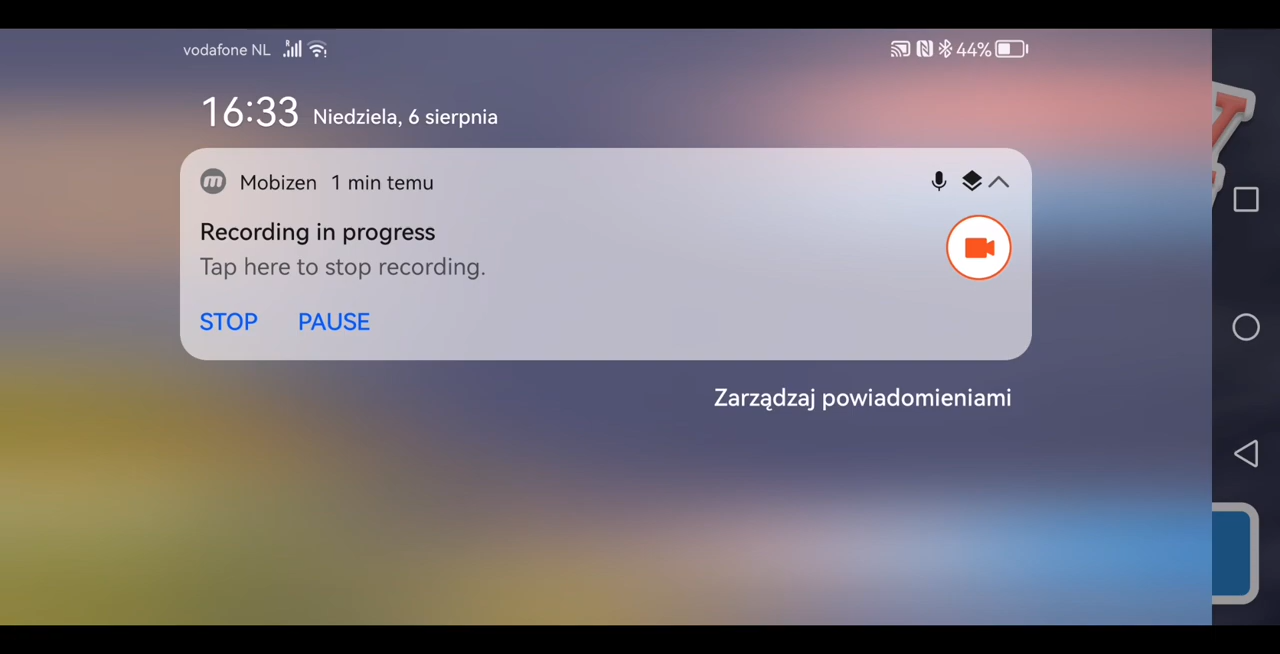 vodafone NL R 44%
16:33 Niedziela, 6 sierpnia
m Mobizen 1 min temu
Recording in progress
Tap here to stop recording.
STOP PAUSE
Zarządzaj powiadomieniami